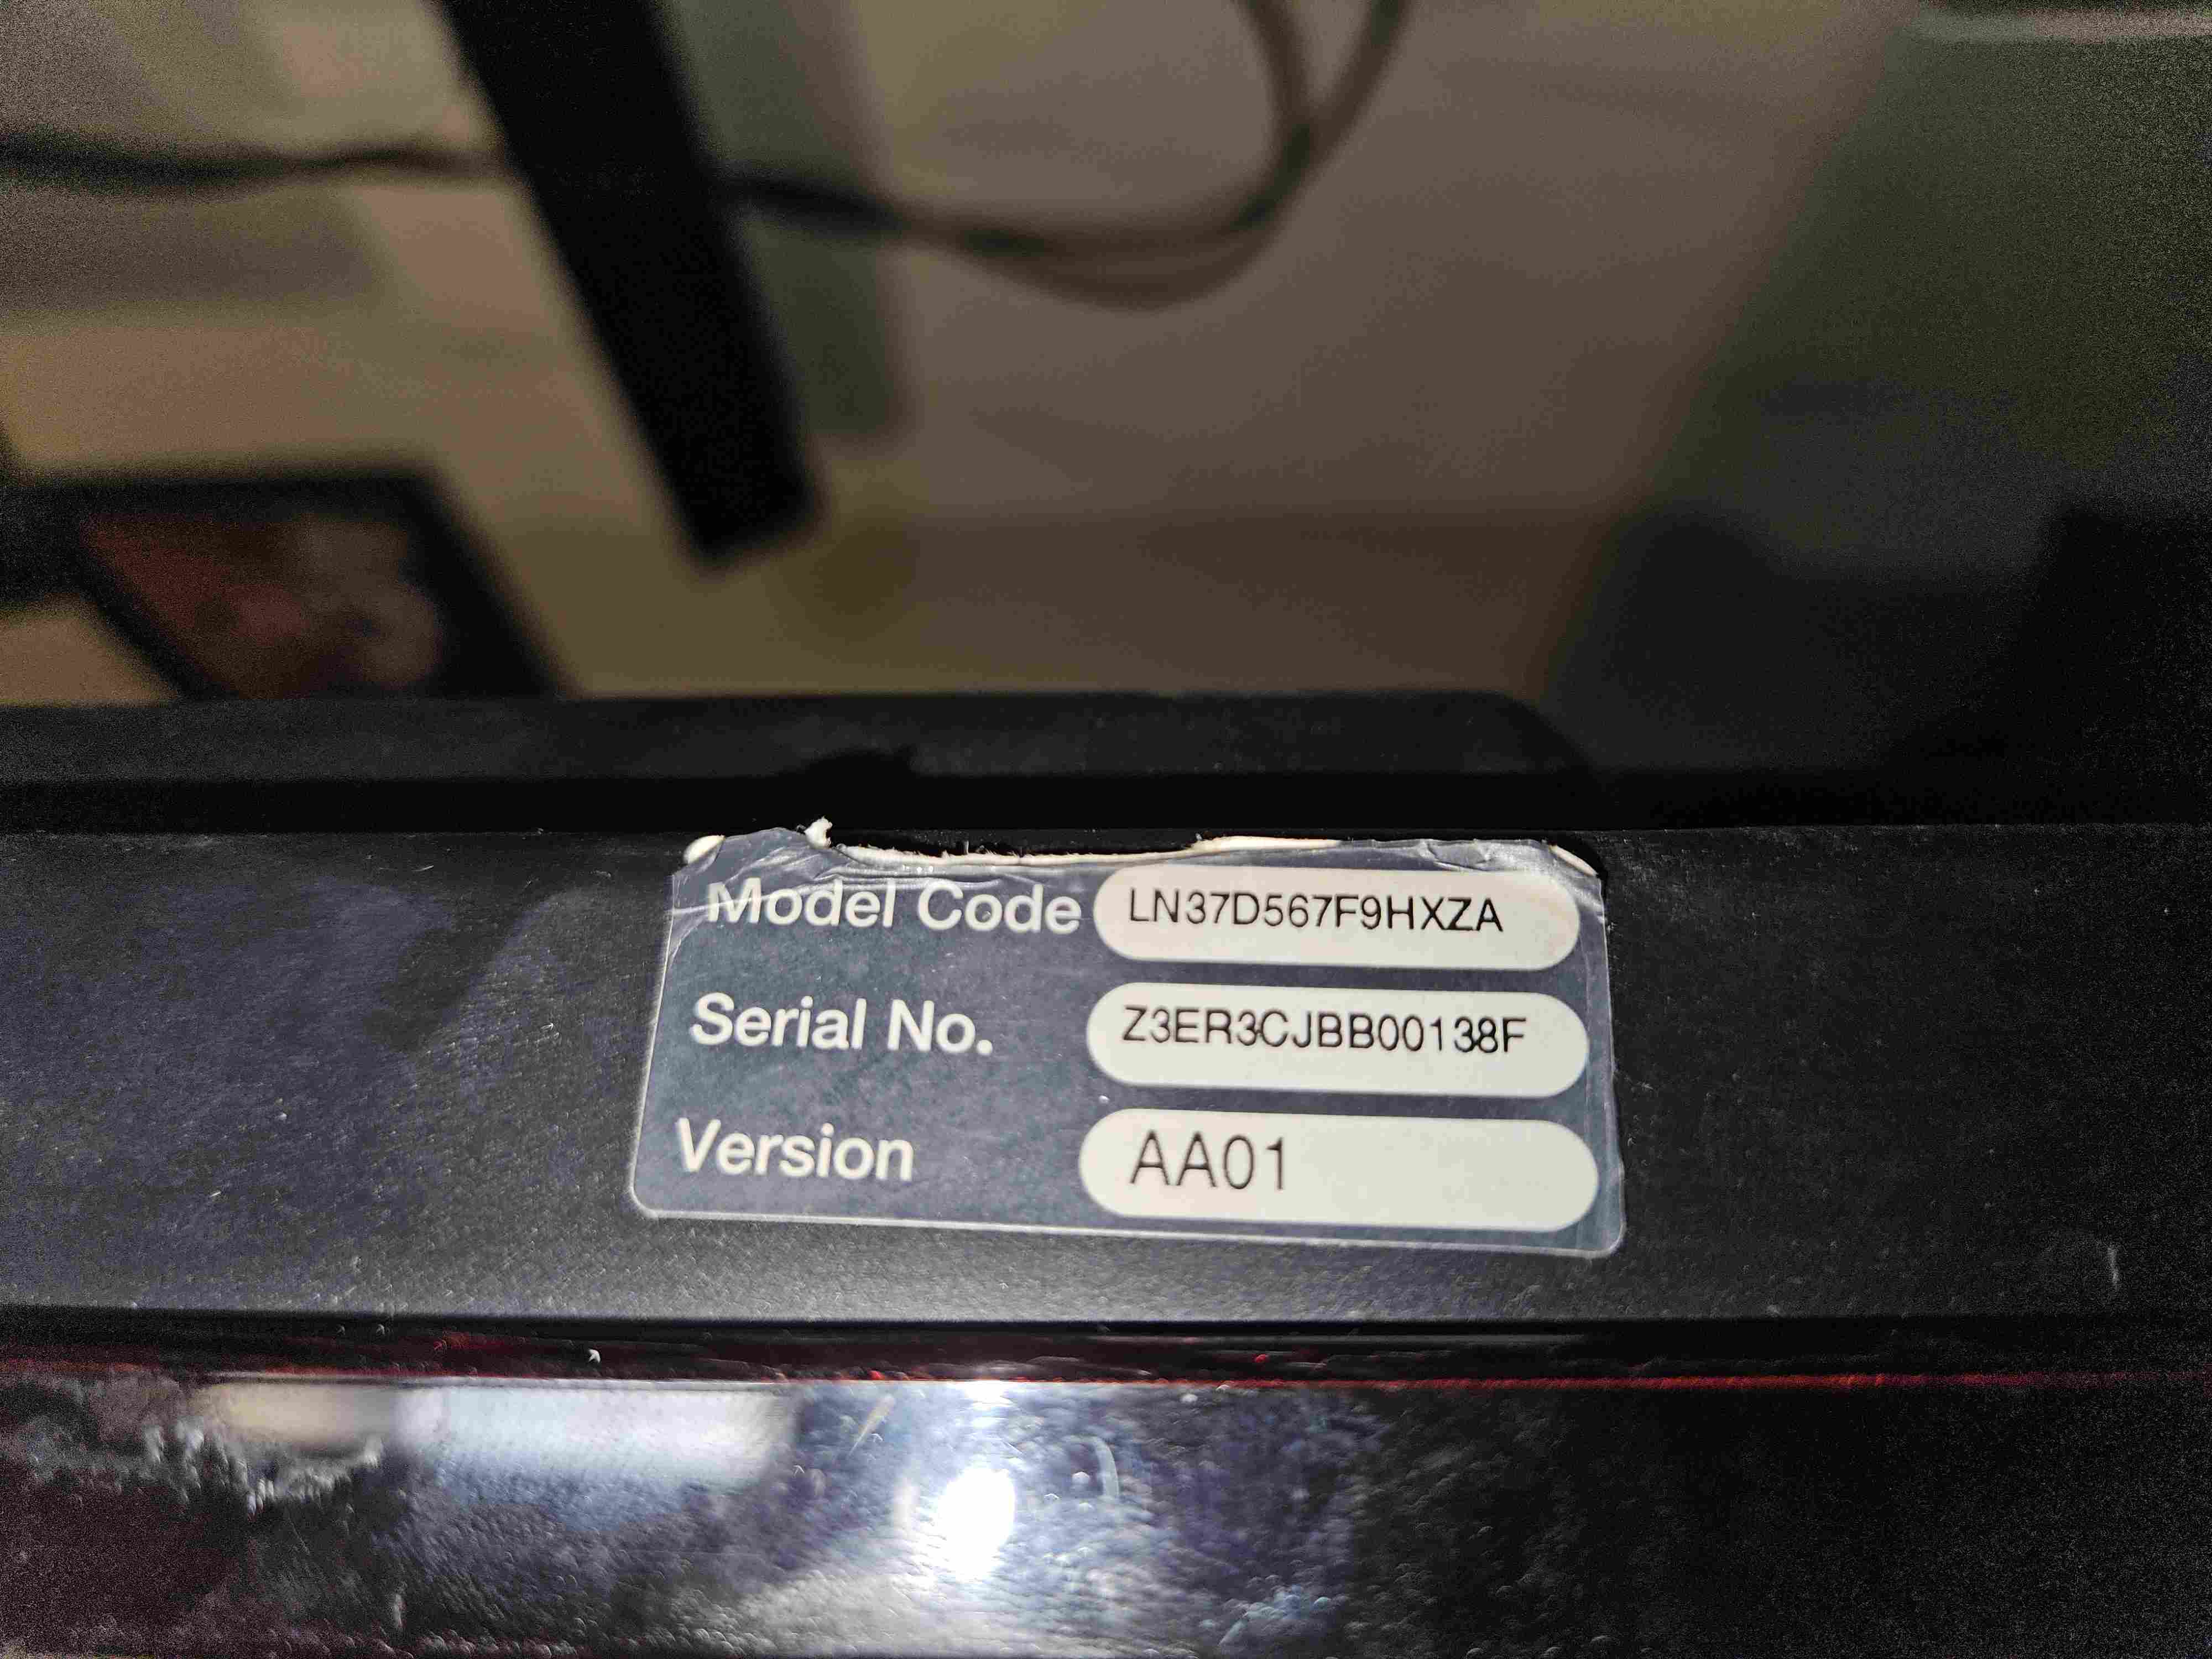 Model Code LN37D567F9HXZA
Serial No. Z3ER3CJBB00138F
Version AA01